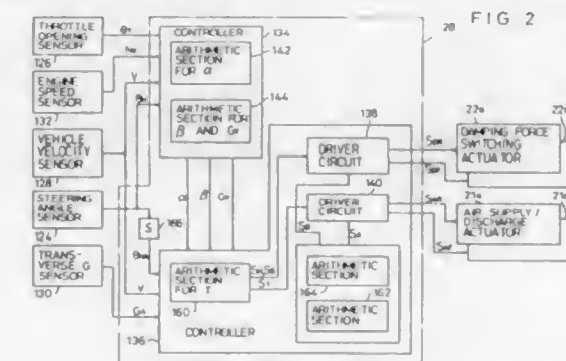 FIG 2
THROTTLE
OPENING
SENSOR
126
ENGINE
SPEED
SENSOR
132
VEHICLE
VELOCITY
SENSOR
128
STEERING
ANGLE
SENSOR
124
TRANS-
VERSE G
SENSOR
130
CONTROLLER
134
ARITHMETIC
SECTION
FOR α
142
ARITHMETIC
SECTION FOR
β AND
144
V
S
166
α
β
V
ARITHMETIC
SECTION
FOR
160
136
CONTROLLER
DRIVER
CIRCUIT
138
DRIVER
CIRCUIT
140
ARITHMETIC
SECTION
164
ARITHMETIC
SECTION
162
DAMPING FORCE
SWITCHING
ACTUATOR
AIR SUPPLY/
DISCHARGE
ACTUATOR